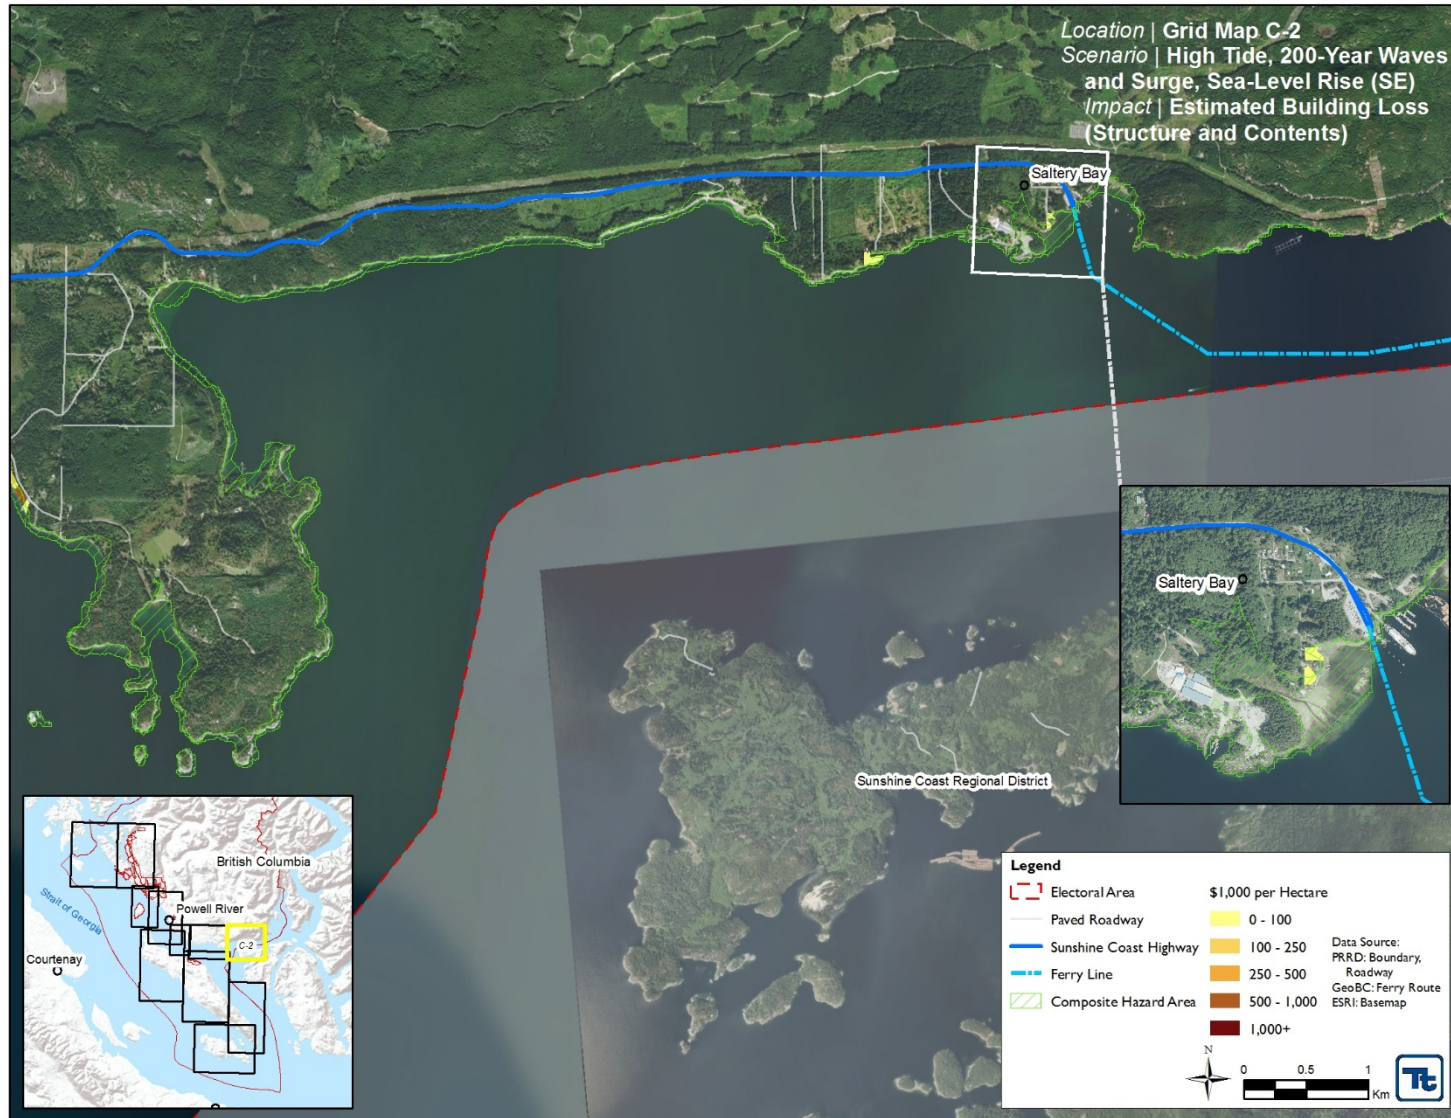 Location | Grid Map C-2
Scenario | High Tide, 200-Year Waves
and Surge, Sea-Level Rise (SE)
Impact | Estimated Building Loss
(Structure and Contents)
Saltery Bay
Saltery Bay
Sunshine Coast Regional District
British Columbia
Powell River
Strait of Georgia
C-2
Courtenay
Legend
Electoral Area
Paved Roadway
Sunshine Coast Highway
Ferry Line
Composite Hazard Area
$1,000 per Hectare
0 - 100
100 - 250
250 - 500
500 - 1,000
1,000+
Data Source:
PRRD: Boundary,
Roadway
GeoBC: Ferry Route
ESRI: Basemap
N
0 0.5 1
Km
Tt